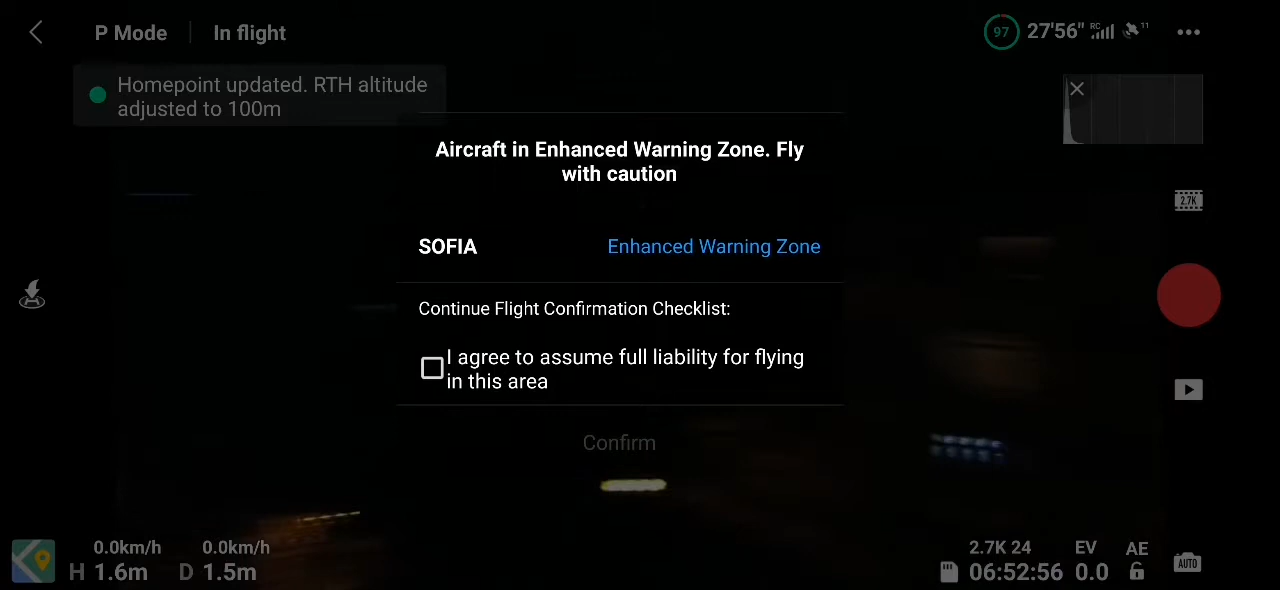 P Mode
In flight
97
27'56"
RC
11
Homepoint updated. RTH altitude
adjusted to 100m
Aircraft in Enhanced Warning Zone. Fly
with caution
SOFIA
Enhanced Warning Zone
2.7K
Continue Flight Confirmation Checklist:
I agree to assume full liability for flying
in this area
Confirm
0.0km/h
0.0km/h
H 1.6m
D 1.5m
2.7K 24
EV
AE
06:52:56
0.0
AUTO